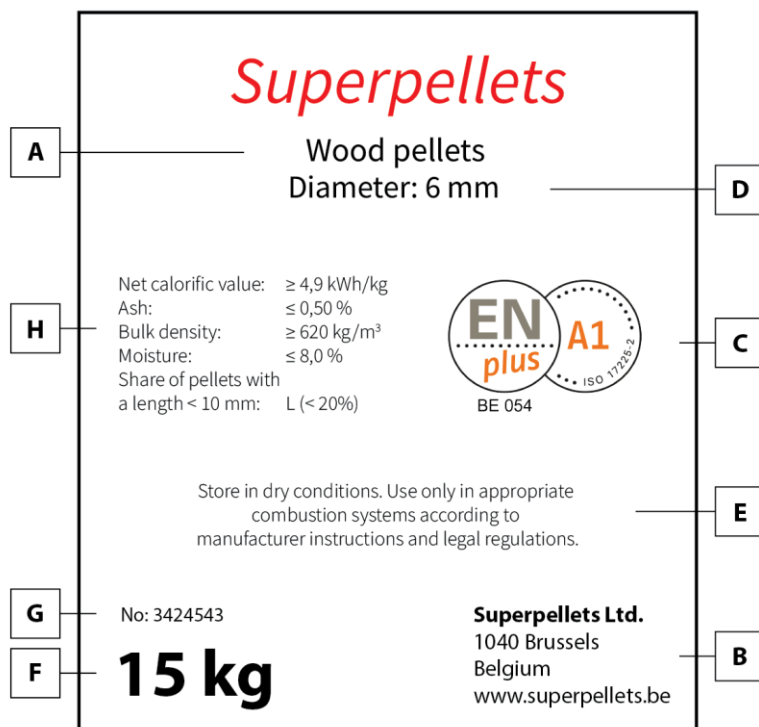 Superpellets
A
Wood pellets
Diameter: 6 mm
D
H
Net calorific value: ≥ 4,9 kWh/kg
Ash: ≤ 0,50 %
Bulk density: ≥ 620 kg/m³
Moisture: ≤ 8,0 %
Share of pellets with
a length < 10 mm: L (< 20%)
EN
plus
A1
ISO 17225-2
BE 054
C
Store in dry conditions. Use only in appropriate
combustion systems according to
manufacturer instructions and legal regulations.
E
G
No: 3424543
F
15 kg
Superpellets Ltd.
1040 Brussels
Belgium
www.superpellets.be
B